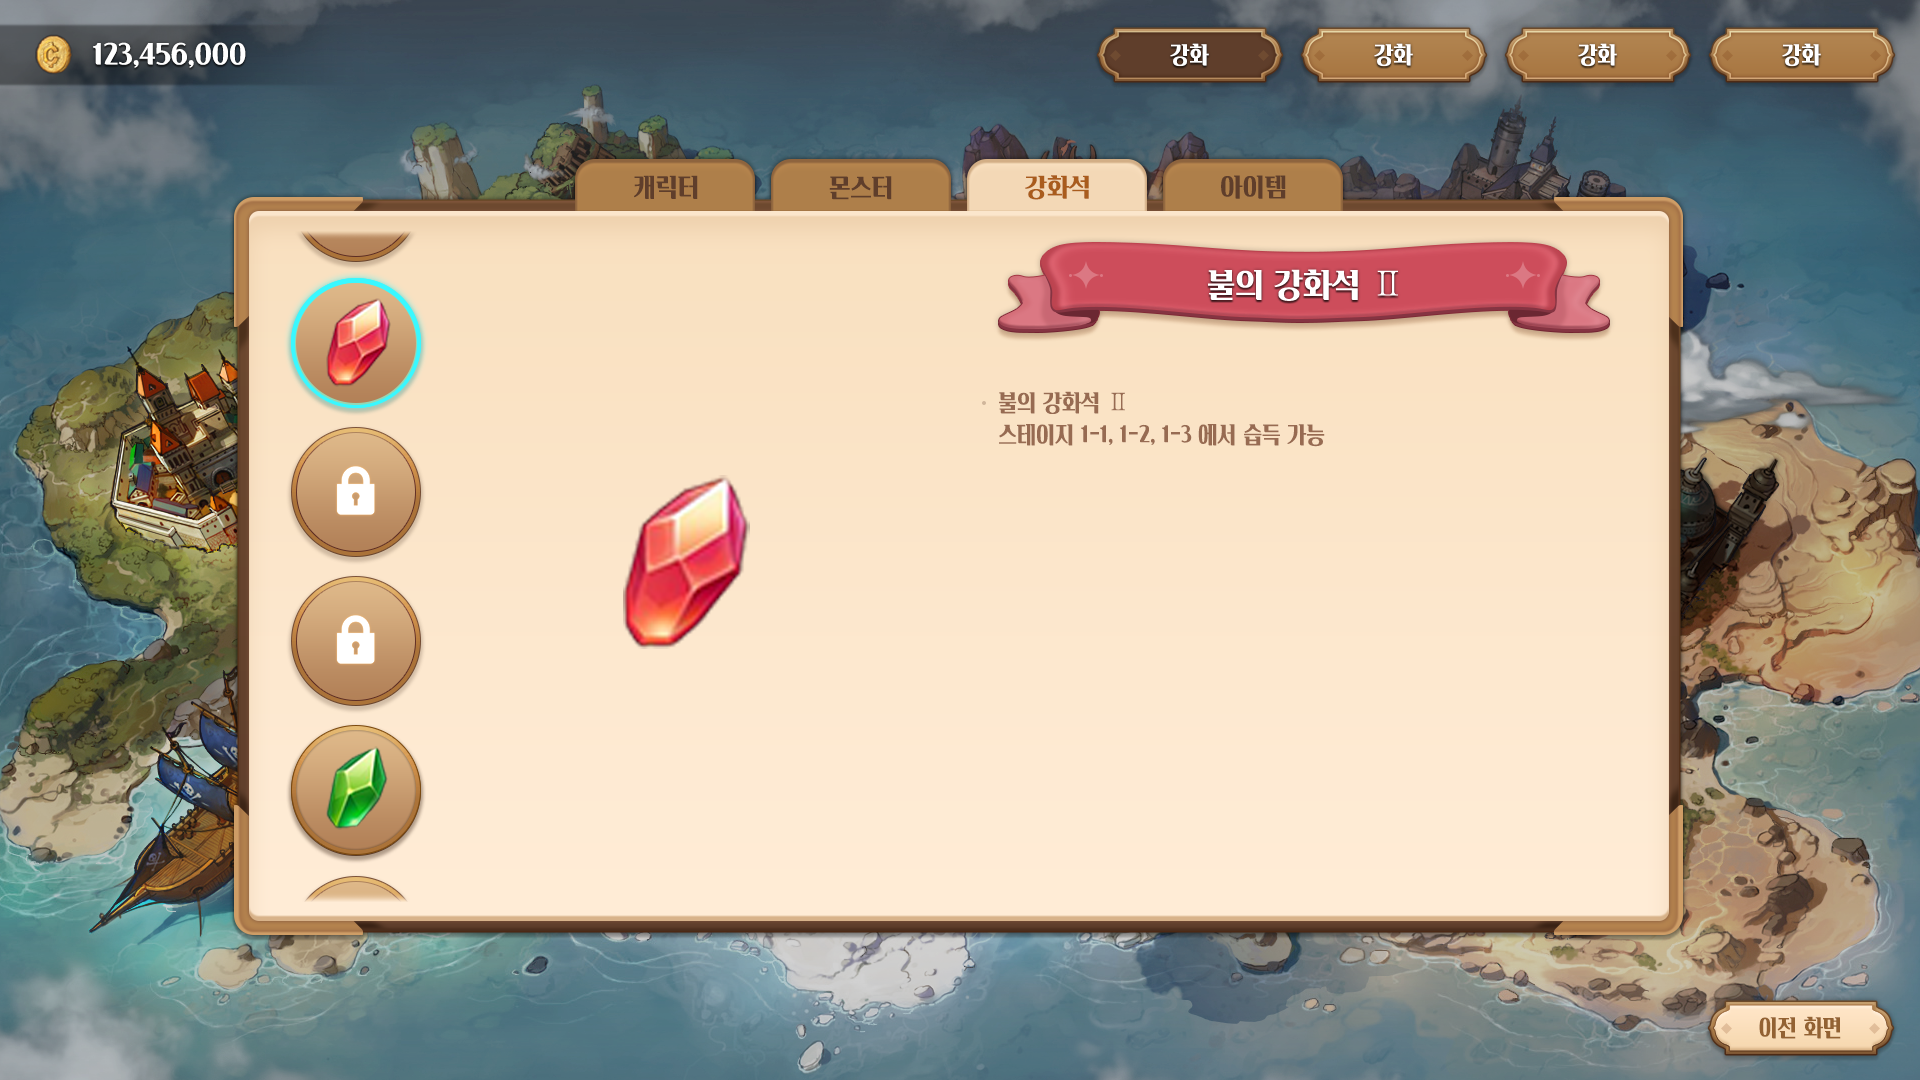 123,456,000
강화
강화
강화
강화
캐릭터
몬스터
강화석
아이템
불의 강화석 Ⅱ
· 불의 강화석 Ⅱ
스테이지 1-1, 1-2, 1-3 에서 습득 가능
이전 화면